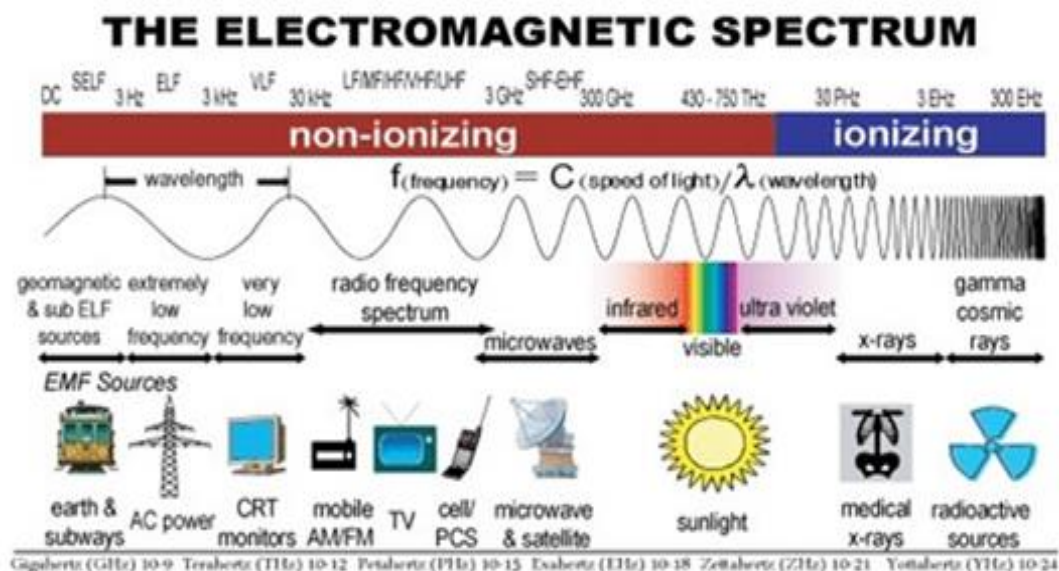 THE ELECTROMAGNETIC SPECTRUM
DC SELF 3 Hz ELF 3 kHz VLF 30 kHz LF/MF/HF/VHF/UHF 3 GHz SHF-EHF 300 GHz 430 - 750 THz 30 PHz 3 EHz 300 EHz
non-ionizing ionizing
wavelength f(frequency) = C (speed of light)/λ (wavelength)
geomagnetic
& sub ELF
sources
extremely
low
frequency
very
low
frequency
radio frequency
spectrum
microwaves
infrared
visible
ultra violet
x-rays
gamma
cosmic
rays
EMF Sources
earth &
subways
AC power
CRT
monitors
mobile
AM/FM
TV
cell/
PCS
microwave
& satellite
sunlight
medical
x-rays
radioactive
sources
Gigahertz (GHz) 10-9 Terahertz (THz) 10-12 Petahertz (PHz) 10-15 Exahertz (EHz) 10-18 Zettahertz (ZHz) 10-21 Yottahertz (YHz) 10-24